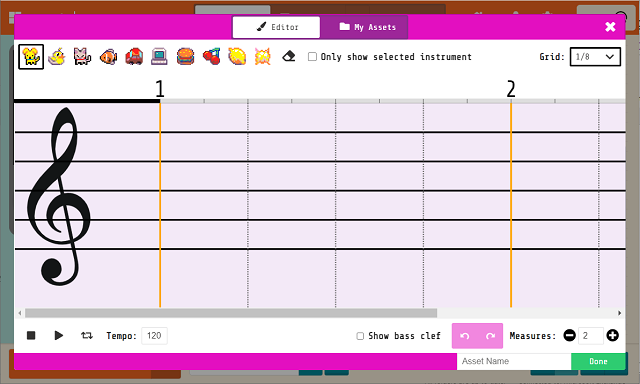 Editor My Assets
Only show selected instrument Grid: 1/8
1 2
Tempo: 120 Show bass clef Measures: 2
Asset Name Done